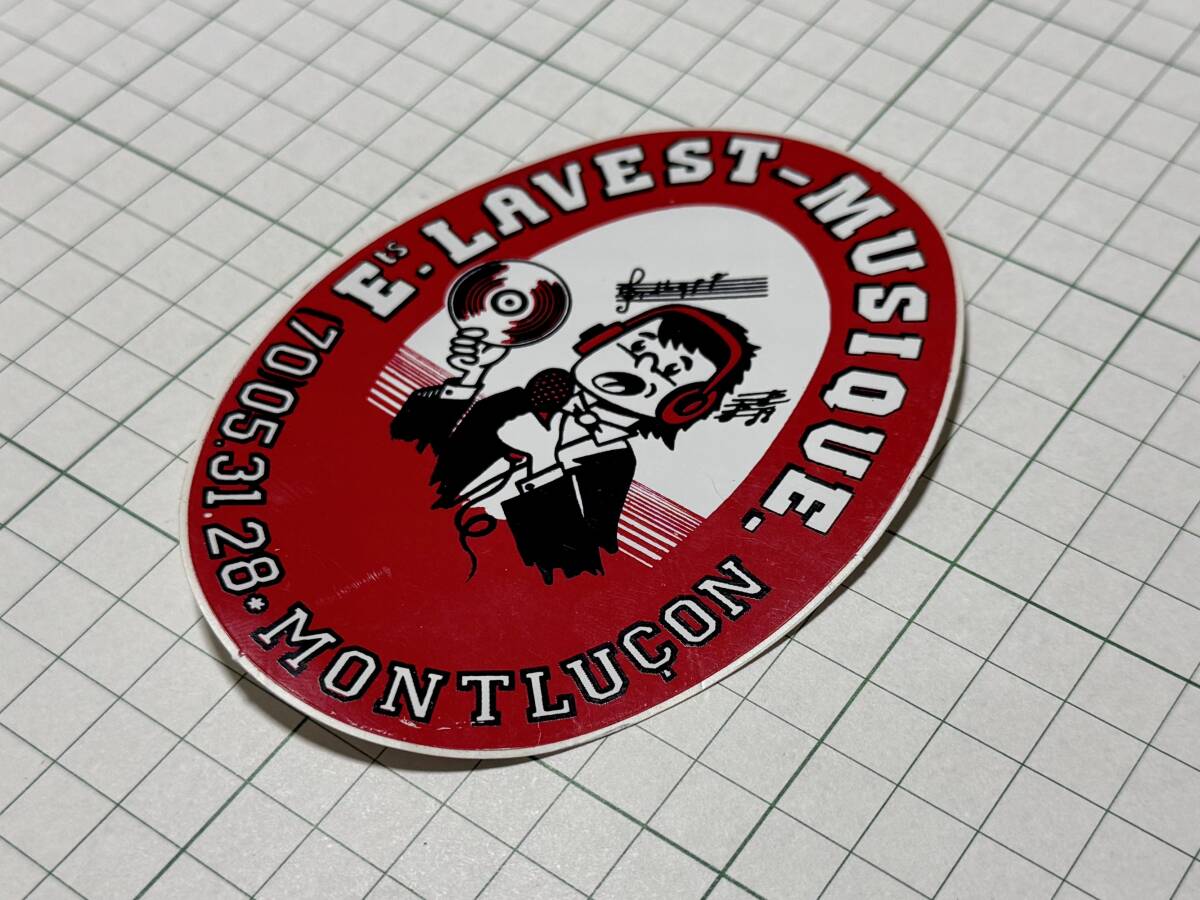 Ets. LAVEST-MUSIQUE.
(70)05.31.28*MONTLUÇON